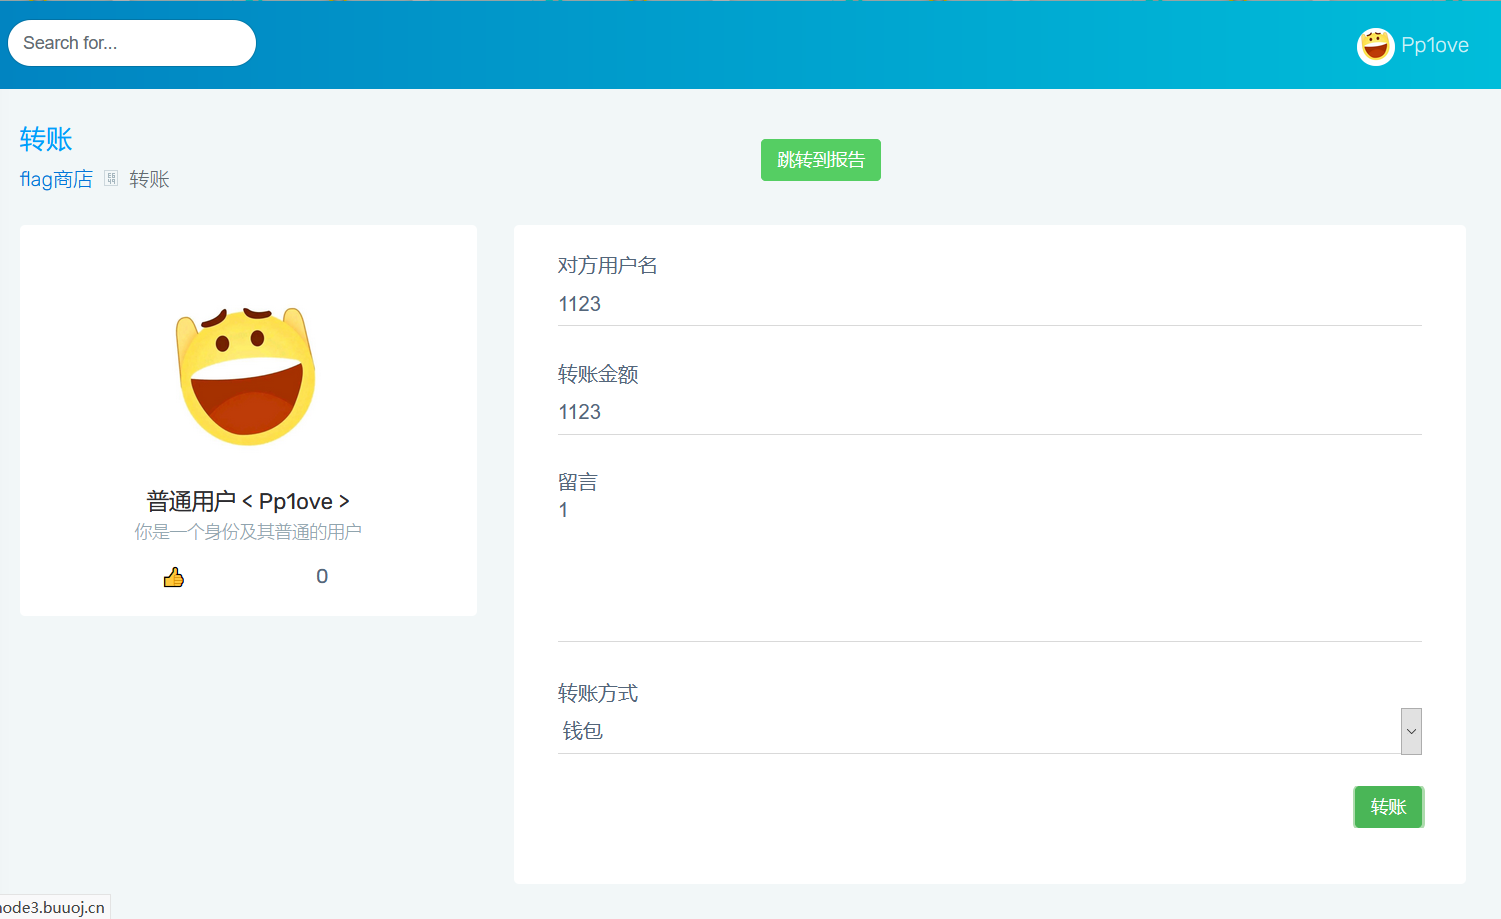 Search for...
Pp1ove
转账
flag商店 转账
跳转到报告
普通用户 < Pp1ove >
你是一个身份及其普通的用户
0
对方用户名
1123
转账金额
1123
留言
1
转账方式
钱包
转账
node3.buuoj.cn